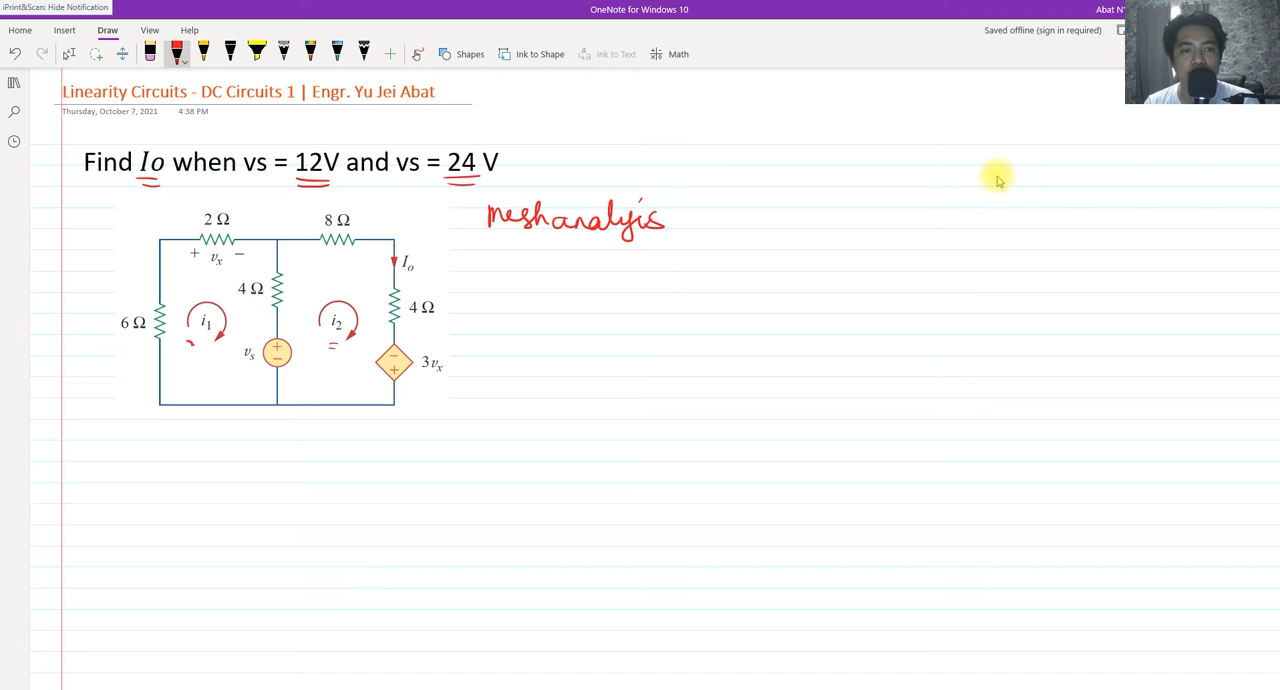 iPrint&Scan: Hide Notification
OneNote for Windows 10
Abat N
Home Insert Draw View Help
Saved offline (sign in required)
Shapes Ink to Shape Ink to Text Math
Linearity Circuits - DC Circuits 1 | Engr. Yu Jei Abat
Thursday, October 7, 2021 4:38 PM
Find Io when vs = 12V and vs = 24 V
mesh analyis
2 Ω 8 Ω
+ vx −
Io
4 Ω
4 Ω
6 Ω i1 i2
vs + −
− + 3vx